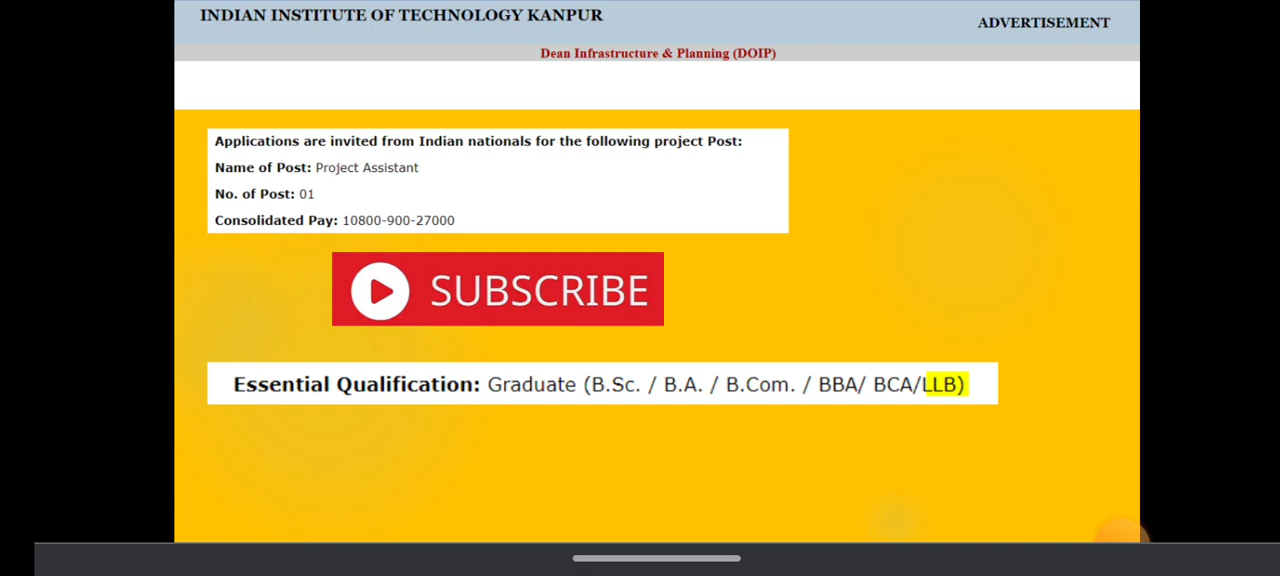 INDIAN INSTITUTE OF TECHNOLOGY KANPUR
ADVERTISEMENT
Dean Infrastructure & Planning (DOIP)
Applications are invited from Indian nationals for the following project Post:
Name of Post: Project Assistant
No. of Post: 01
Consolidated Pay: 10800-900-27000
SUBSCRIBE
Essential Qualification: Graduate (B.Sc. / B.A. / B.Com. / BBA/ BCA/LLB)